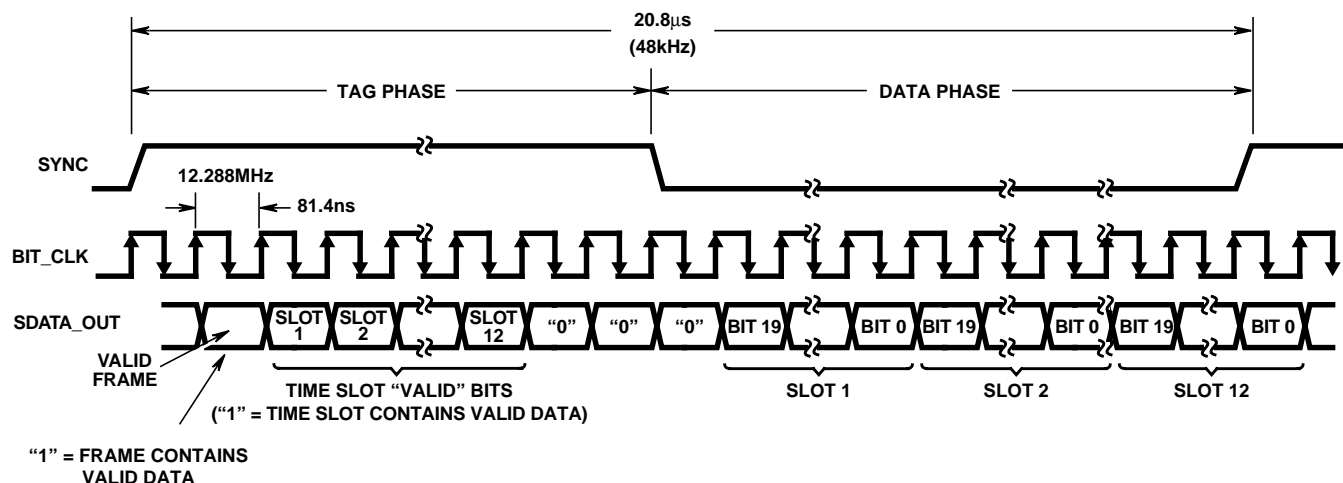 20.8μs
(48kHz)
TAG PHASE
DATA PHASE
SYNC
12.288MHz
81.4ns
BIT_CLK
SDATA_OUT
SLOT 1
SLOT 2
SLOT 12
“0”
“0”
“0”
BIT 19
BIT 0
BIT 19
BIT 0
BIT 19
BIT 0
VALID
FRAME
TIME SLOT “VALID” BITS
(“1” = TIME SLOT CONTAINS VALID DATA)
SLOT 1
SLOT 2
SLOT 12
“1” = FRAME CONTAINS
VALID DATA